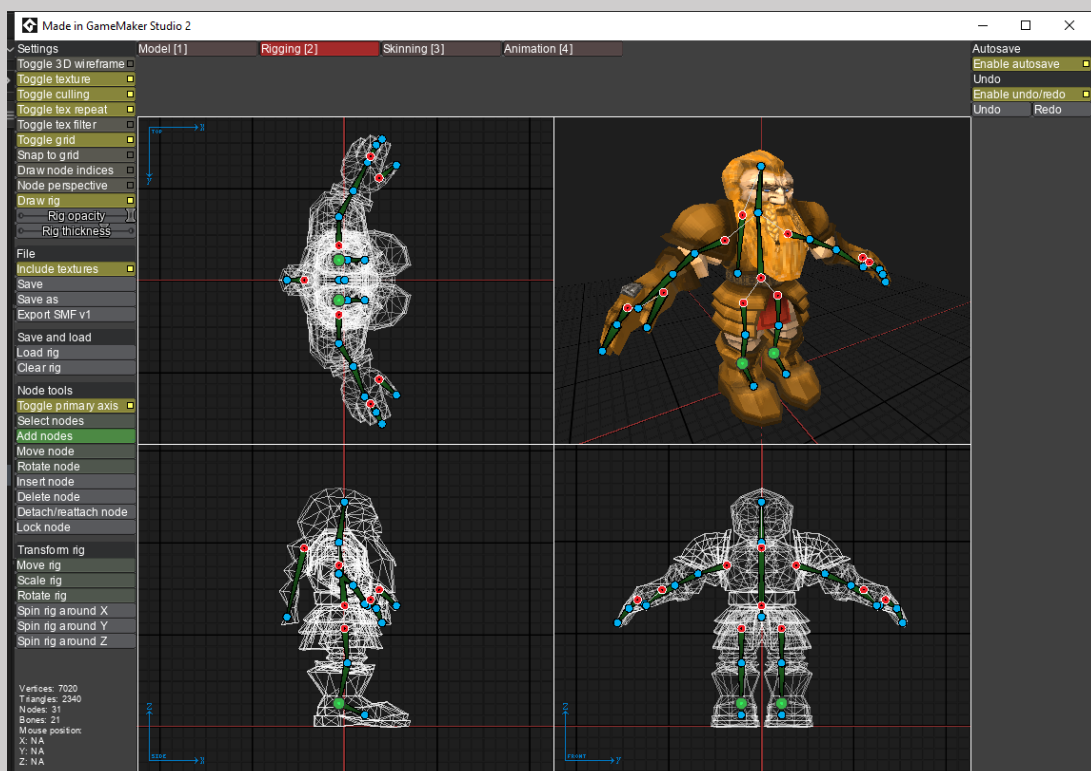 Made in GameMaker Studio 2
Settings
Model [1]
Rigging [2]
Skinning [3]
Animation [4]
Autosave
Toggle 3D wireframe
Enable autosave
Toggle texture
Undo
Toggle culling
Enable undo/redo
Toggle tex repeat
Undo
Redo
Toggle tex filter
Toggle grid
Snap to grid
Draw node indices
Node perspective
Draw rig
Rig opacity
Rig thickness
File
Include textures
Save
Save as
Export SMF v1
Save and load
Load rig
Clear rig
Node tools
Toggle primary axis
Select nodes
Add nodes
Move node
Rotate node
Insert node
Delete node
Detach/reattach node
Lock node
Transform rig
Move rig
Scale rig
Rotate rig
Spin rig around X
Spin rig around Y
Spin rig around Z
Vertices: 7020
Triangles: 2340
Nodes: 31
Bones: 21
Mouse position:
X: NA
Y: NA
Z: NA
TOP
X
Y
Z
SIDE
X
Z
FRONT
Y